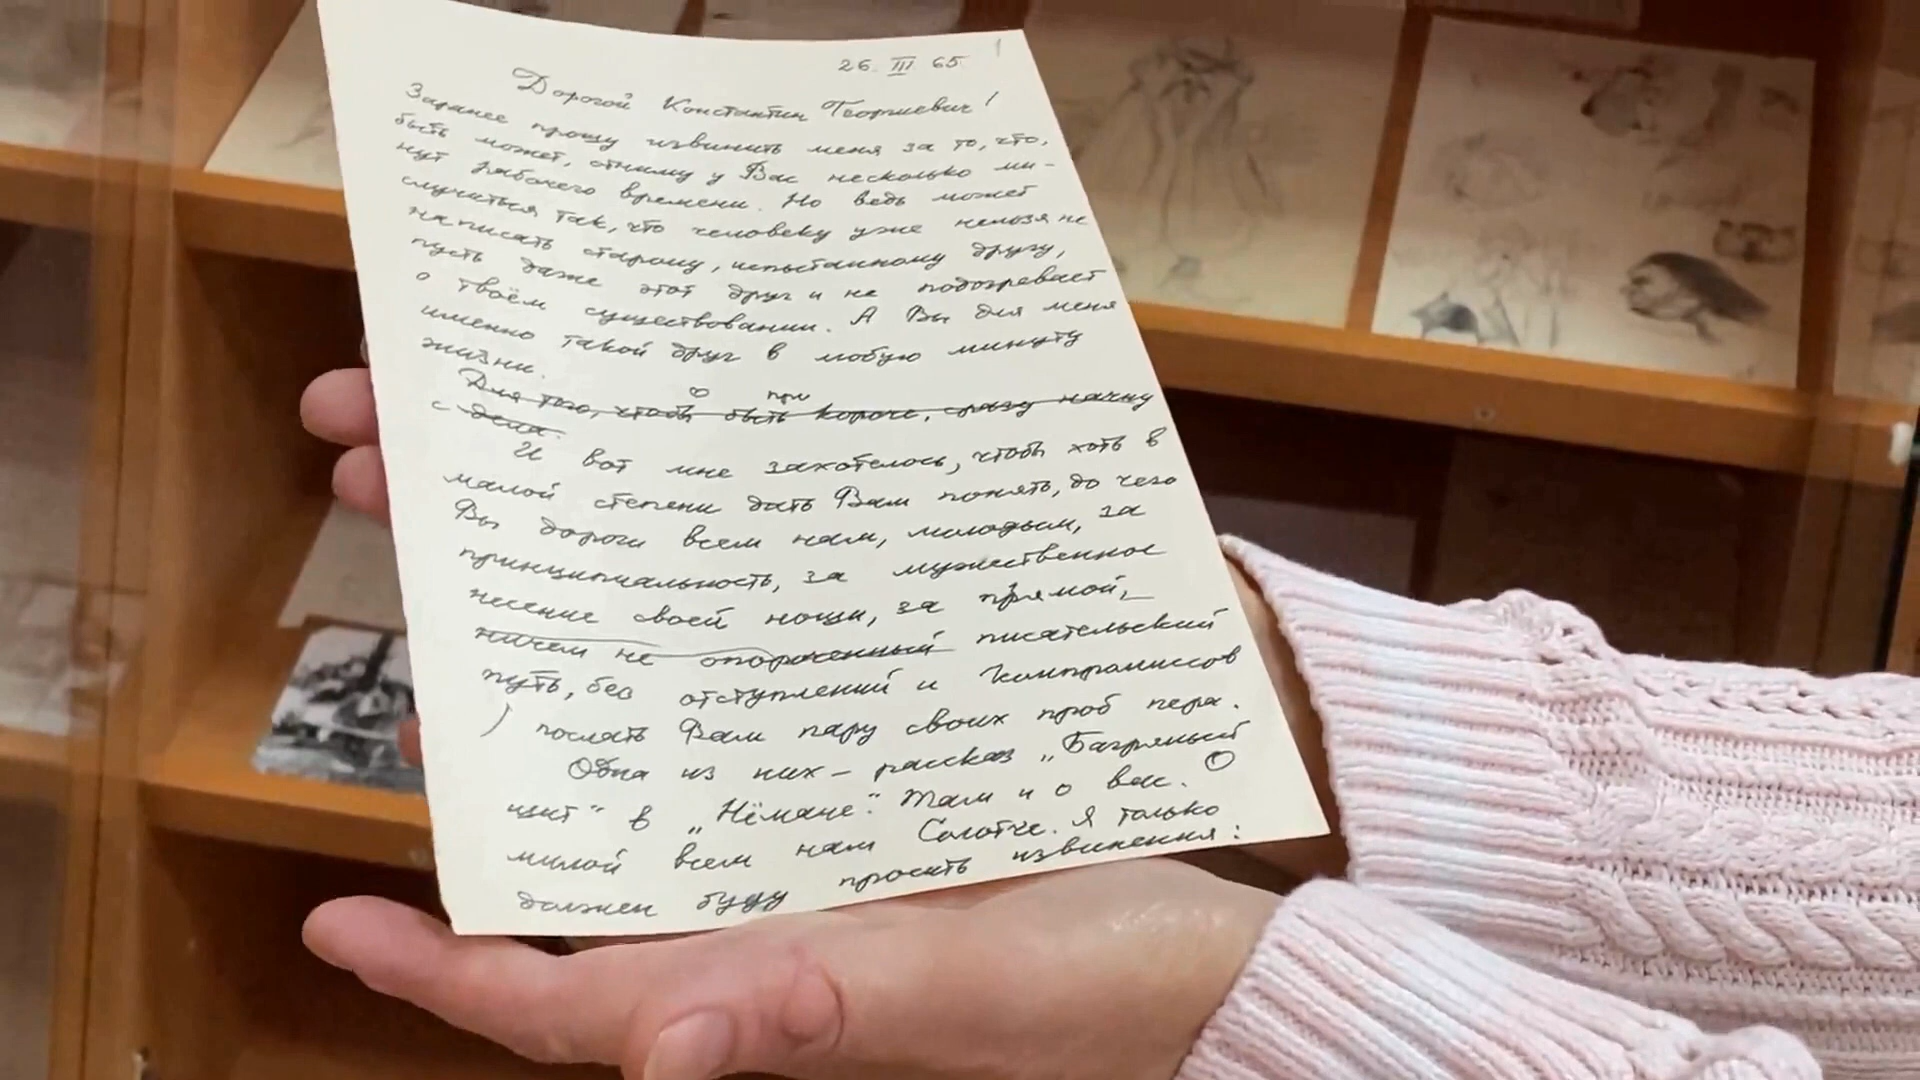 1
26 III 65
Дорогой Константин Георгиевич!
Заранее прошу извинить меня за то, что,
быть может, отниму у Вас несколько ми-
нут рабочего времени. Но ведь может
случиться так, что человеку уже нельзя не
написать старому, испытанному другу,
пусть даже этот друг и не подозревает
о твоём существовании. А Вы для меня
именно такой друг в любую минуту
жизни.
Для того, чтобы быть короче, сразу начну
с дела.
И вот мне захотелось, чтобы хоть в
малой степени дать Вам понять, до чего
Вы дороги всем нам, молодым, за
принципиальность, за мужественное
несение своей ноши, за прямой,
ничем не опороченный писательский
путь, без отступлений и компромиссов
) послать Вам пару своих проб пера.
Одна из них – рассказ „Багряный
щит" в „Нёмане". Там и о вас. О
милой всем нам Солотче. Я только
должен буду просить извинения: